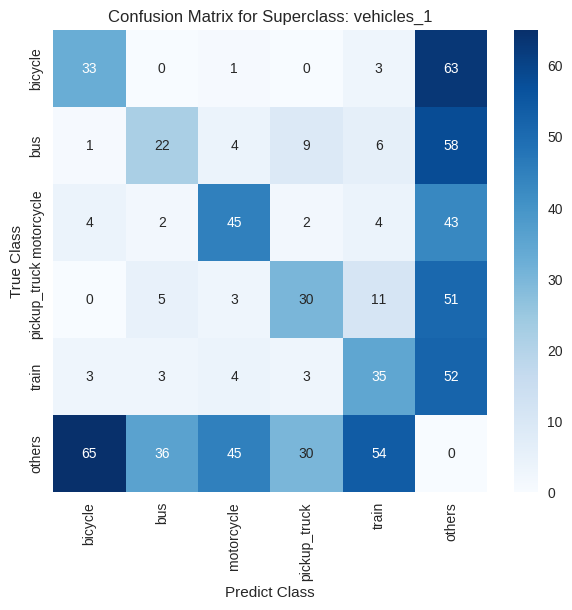 Confusion Matrix for Superclass: vehicles_1
True Class
bicycle 33 0 1 0 3 63
bus 1 22 4 9 6 58
motorcycle 4 2 45 2 4 43
pickup_truck 0 5 3 30 11 51
train 3 3 4 3 35 52
others 65 36 45 30 54 0
bicycle bus motorcycle pickup_truck train others
Predict Class
60
50
40
30
20
10
0